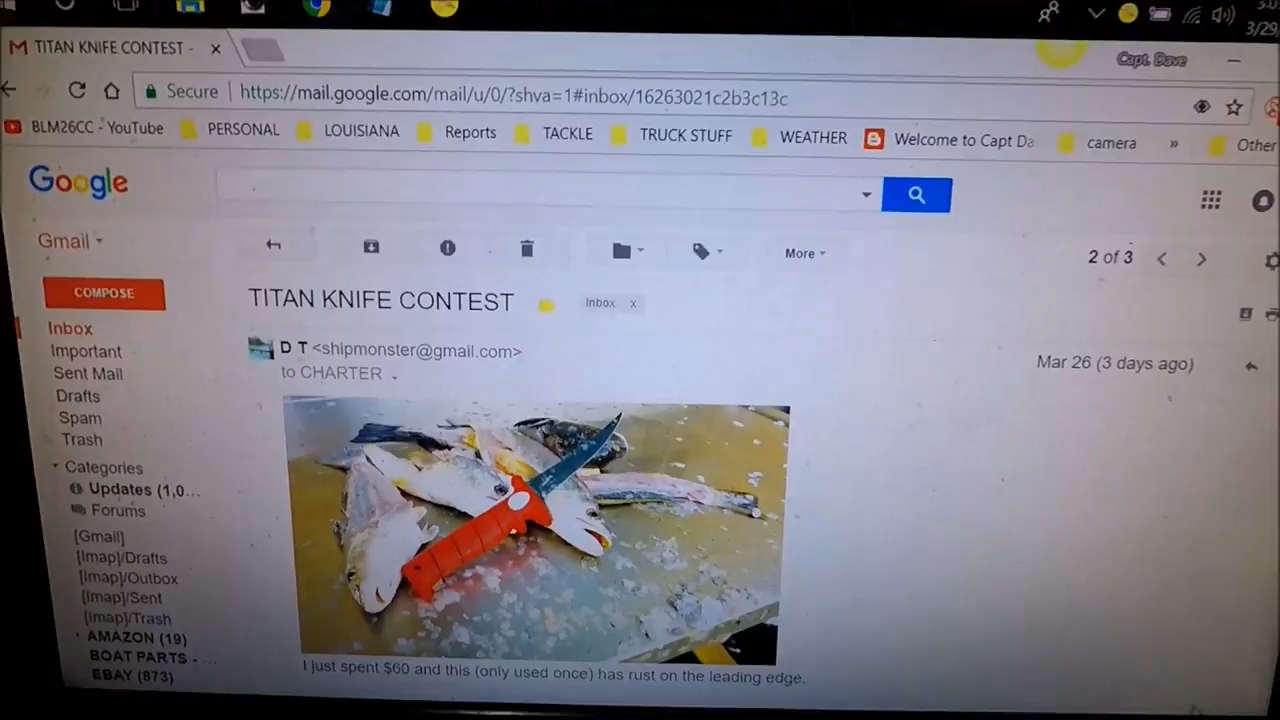 TITAN KNIFE CONTEST -
Capt. Dave
3/29
Secure https://mail.google.com/mail/u/0/?shva=1#inbox/16263021c2b3c13c
BLM26CC - YouTube PERSONAL LOUISIANA Reports TACKLE TRUCK STUFF WEATHER Welcome to Capt Da camera » Other
Google
Gmail
More
2 of 3
COMPOSE
TITAN KNIFE CONTEST Inbox x
Inbox
Important
Sent Mail
Drafts
Spam
Trash
Categories
Updates (1,0...
Forums
[Gmail]
[Imap]/Drafts
[Imap]/Outbox
[Imap]/Sent
[Imap]/Trash
AMAZON (19)
BOAT PARTS - ...
EBAY (873)
D T <shipmonster@gmail.com>
to CHARTER
Mar 26 (3 days ago)
I just spent $60 and this (only used once) has rust on the leading edge.